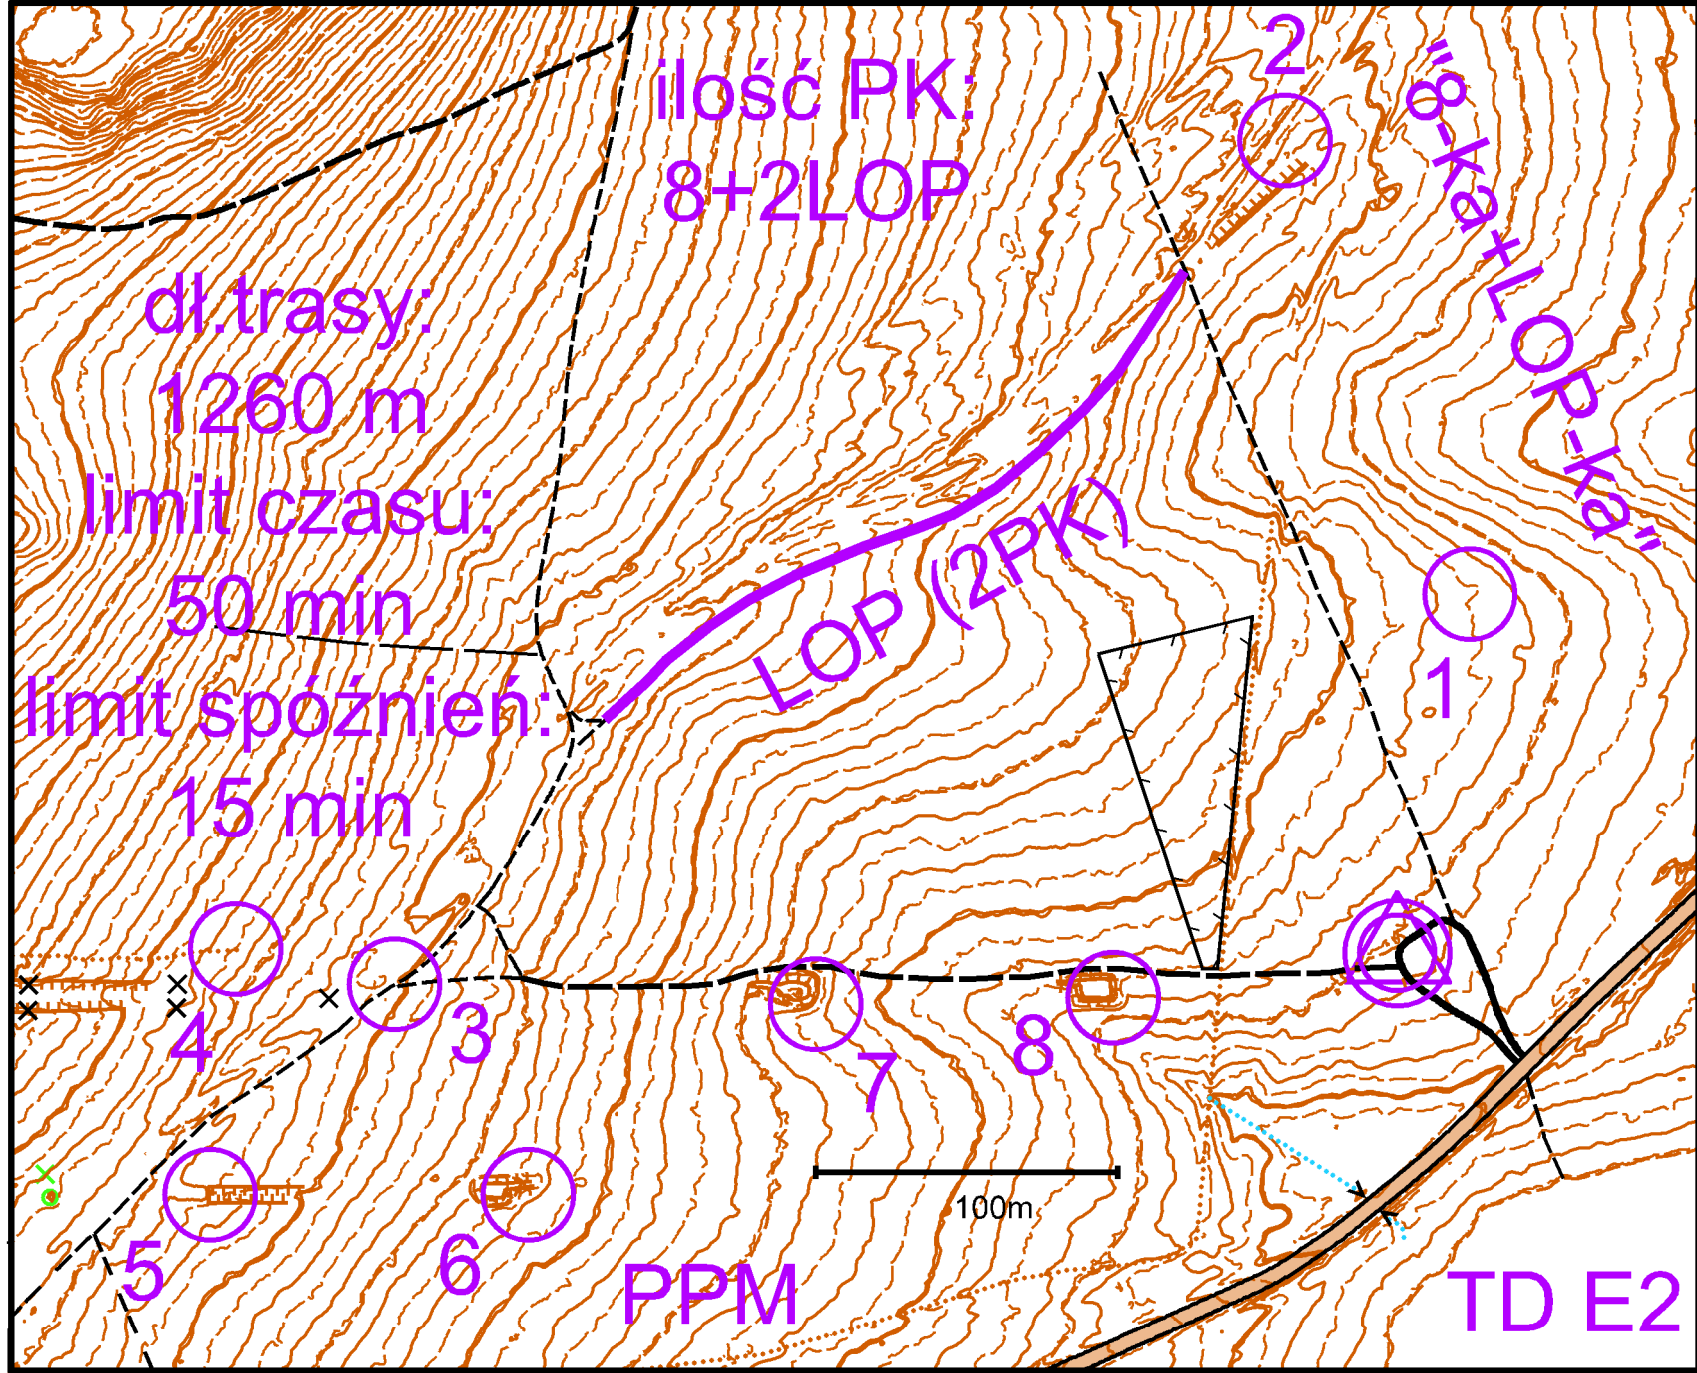 ilość PK:
8+2LOP
2
"8-ka+LOP-ka"
dł.trasy:
1260 m
limit czasu:
50 min
limit spóźnień:
15 min
LOP (2PK)
1
4
3
7
8
5
6
100m
PPM
TD E2